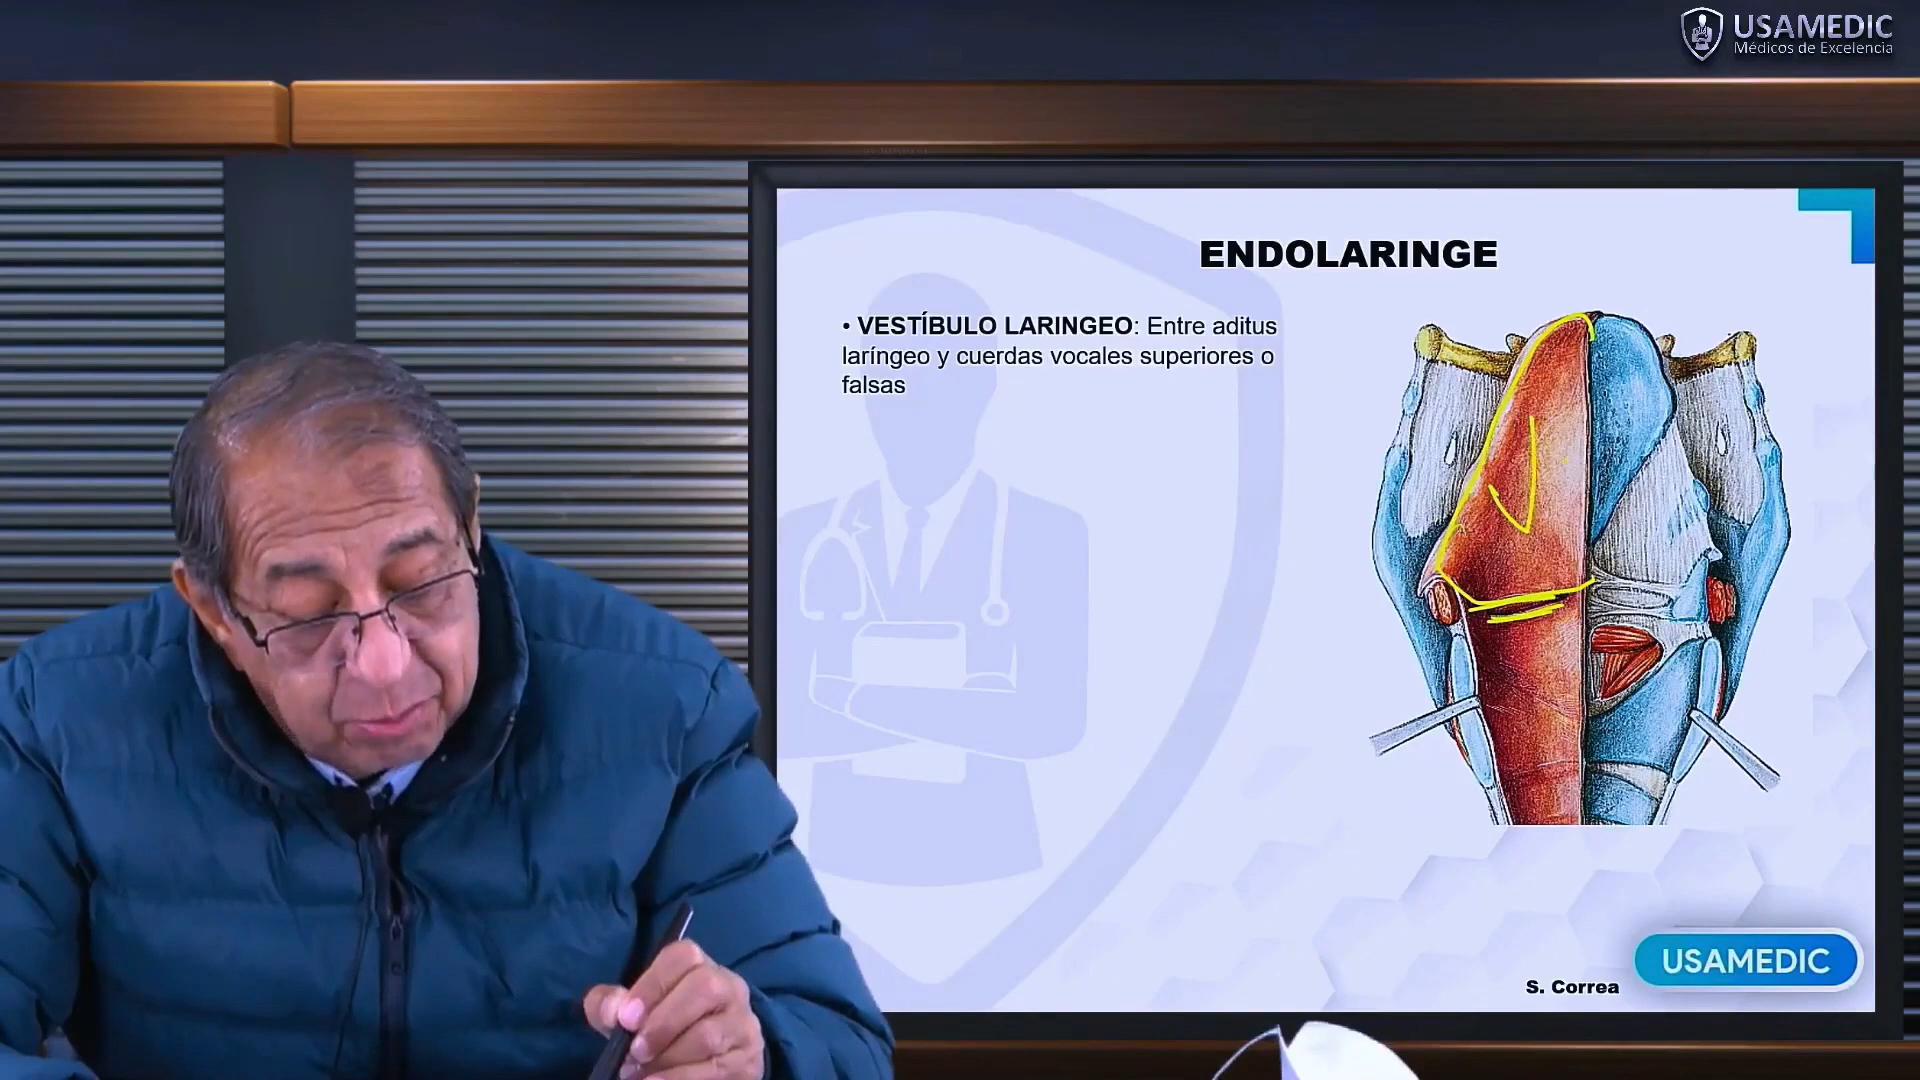 USAMEDIC
Médicos de Excelencia
ENDOLARINGE
• VESTÍBULO LARINGEO: Entre aditus
laríngeo y cuerdas vocales superiores o
falsas
USAMEDIC
S. Correa